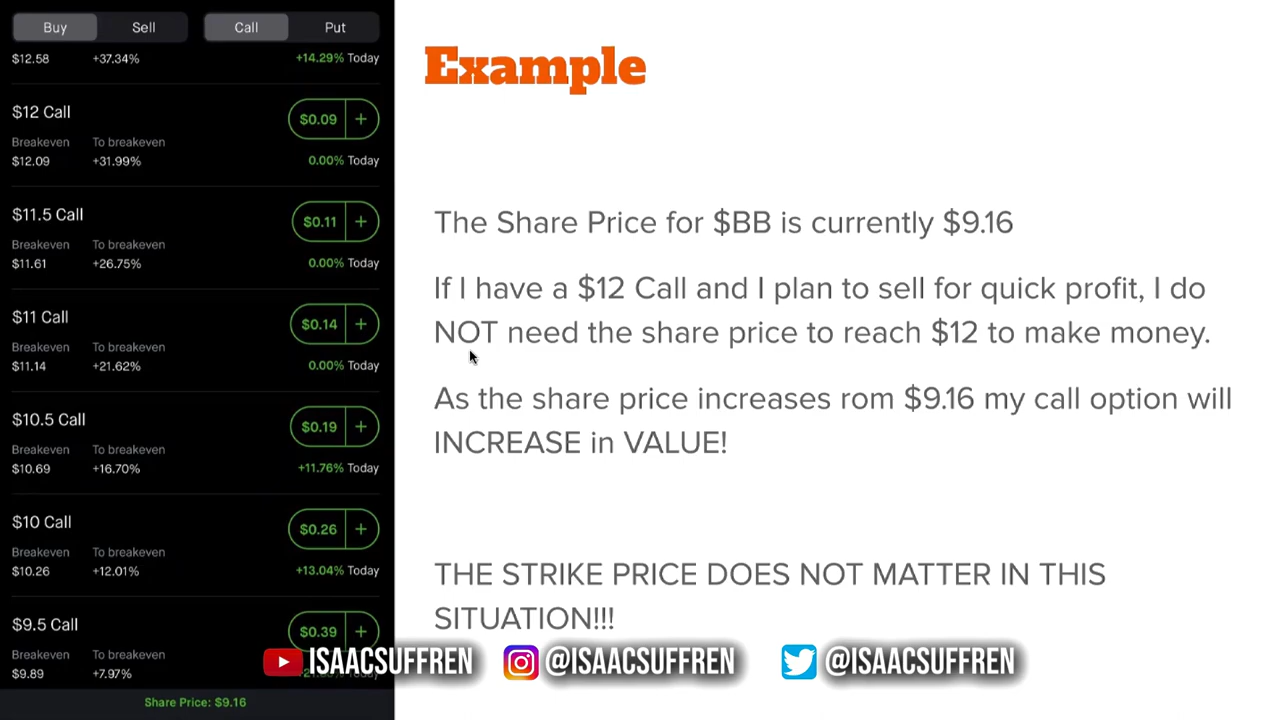 Buy Sell Call Put
$12.58 +37.34% +14.29% Today
$12 Call $0.09 +
Breakeven To breakeven
$12.09 +31.99% 0.00% Today
$11.5 Call $0.11 +
Breakeven To breakeven
$11.61 +26.75% 0.00% Today
$11 Call $0.14 +
Breakeven To breakeven
$11.14 +21.62% 0.00% Today
$10.5 Call $0.19 +
Breakeven To breakeven
$10.69 +16.70% +11.76% Today
$10 Call $0.26 +
Breakeven To breakeven
$10.26 +12.01% +13.04% Today
$9.5 Call $0.39 +
Breakeven To breakeven
$9.89 +7.97% Today
Share Price: $9.16
Example
The Share Price for $BB is currently $9.16
If I have a $12 Call and I plan to sell for quick profit, I do
NOT need the share price to reach $12 to make money.
As the share price increases rom $9.16 my call option will
INCREASE in VALUE!
THE STRIKE PRICE DOES NOT MATTER IN THIS
SITUATION!!!
ISAACSUFFREN @ISAACSUFFREN @ISAACSUFFREN